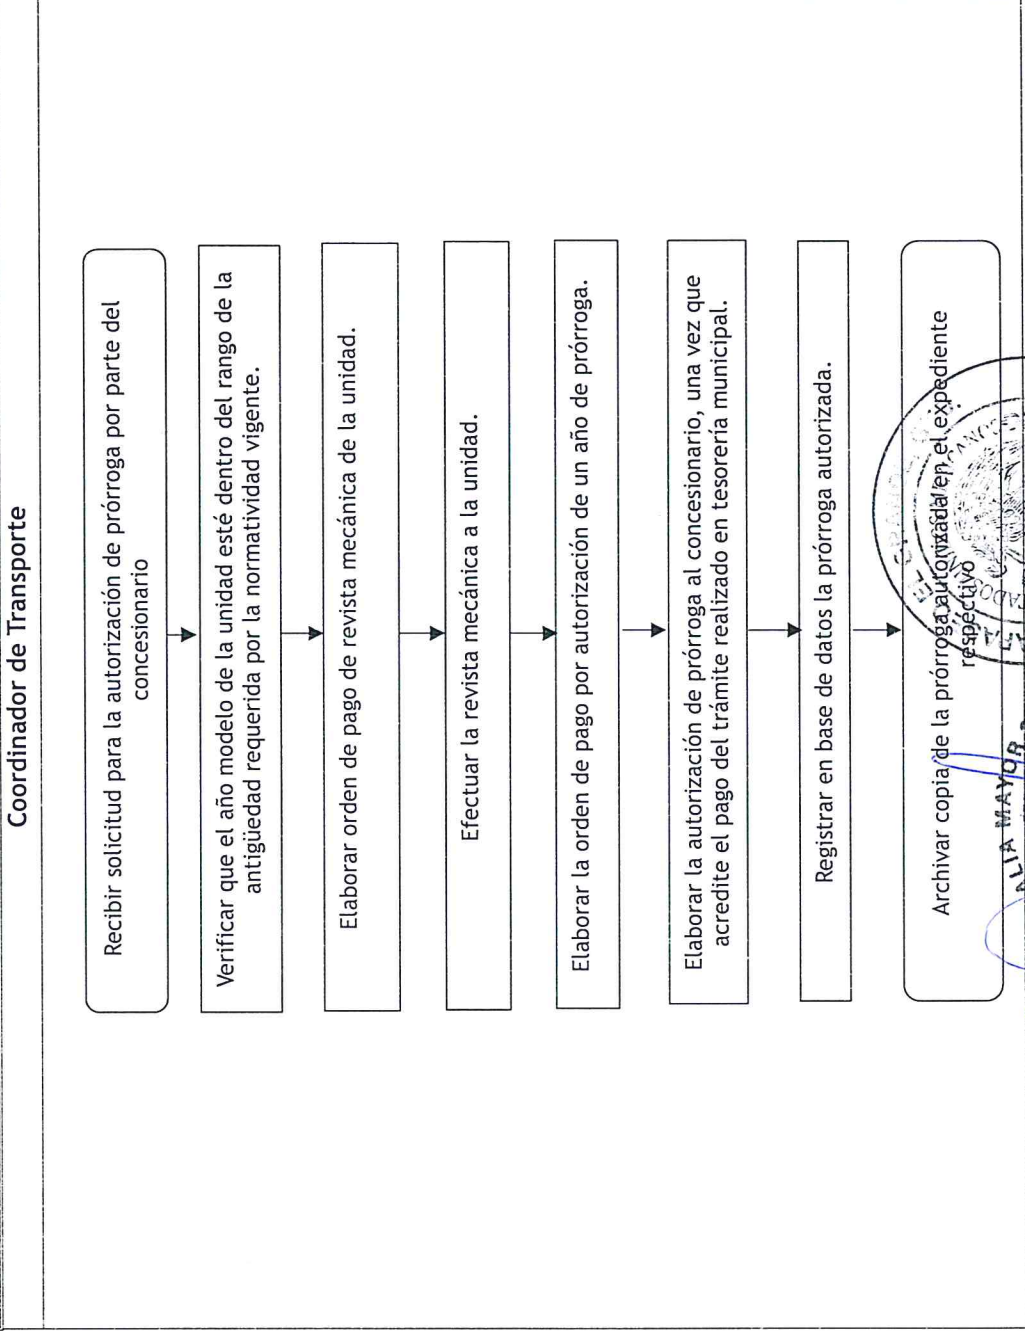 Coordinador de Transporte
Recibir solicitud para la autorización de prórroga por parte del
concesionario
Verificar que el año modelo de la unidad esté dentro del rango de la
antigüedad requerida por la normatividad vigente.
Elaborar orden de pago de revista mecánica de la unidad.
Efectuar la revista mecánica a la unidad.
Elaborar la orden de pago por autorización de un año de prórroga.
Elaborar la autorización de prórroga al concesionario, una vez que
acredite el pago del trámite realizado en tesorería municipal.
Registrar en base de datos la prórroga autorizada.
Archivar copia de la prórroga autorizada en el expediente
respectivo
ALIA MAYOR